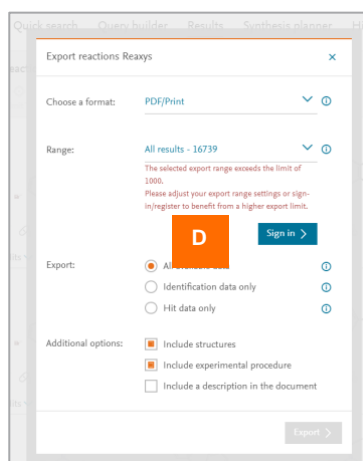 Quick search Query builder Results Synthesis planner
Export reactions Reaxys ×
Choose a format: PDF/Print
Range: All results - 16739
The selected export range exceeds the limit of
1000.
Please adjust your export range settings or sign-
in/register to benefit from a higher export limit.
D
Sign in >
Export: All available data
Identification data only
Hit data only
Additional options: Include structures
Include experimental procedure
Include a description in the document
Export >